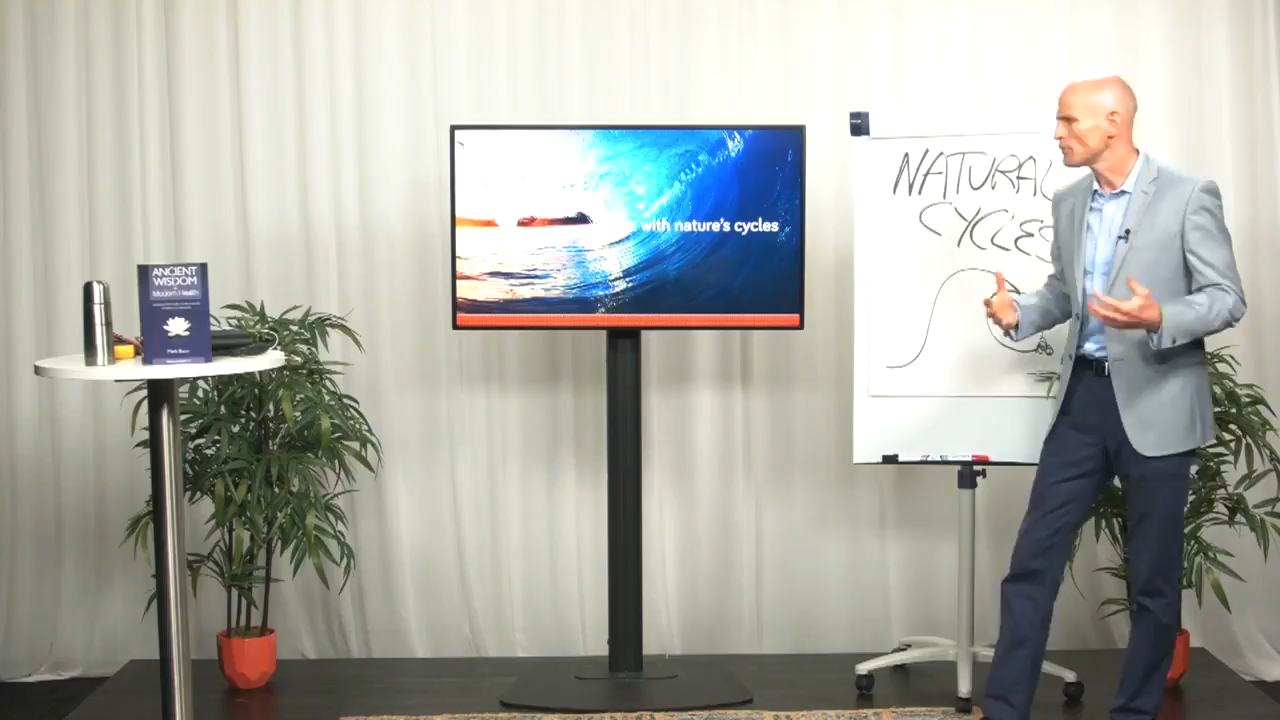 ANCIENT
WISDOM
Modern Health
with nature's cycles
NATURAL
CYCLES